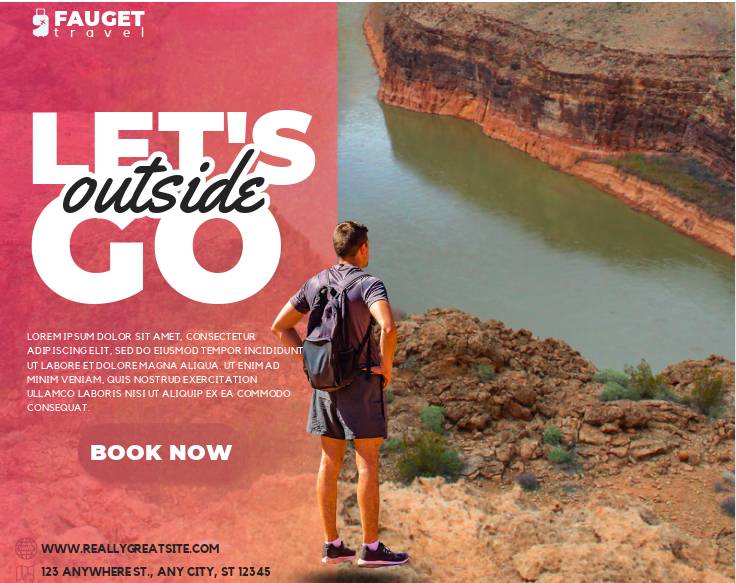 FAUGET
travel
LET'S
outside
GO
LOREM IPSUM DOLOR SIT AMET, CONSECTETUR
ADIPISCING ELIT, SED DO EIUSMOD TEMPOR INCIDIDUNT
UT LABORE ET DOLORE MAGNA ALIQUA. UT ENIM AD
MINIM VENIAM, QUIS NOSTRUD EXERCITATION
ULLAMCO LABORIS NISI UT ALIQUIP EX EA COMMODO
CONSEQUAT.
BOOK NOW
WWW.REALLYGREATSITE.COM
123 ANYWHERE ST., ANY CITY, ST 12345